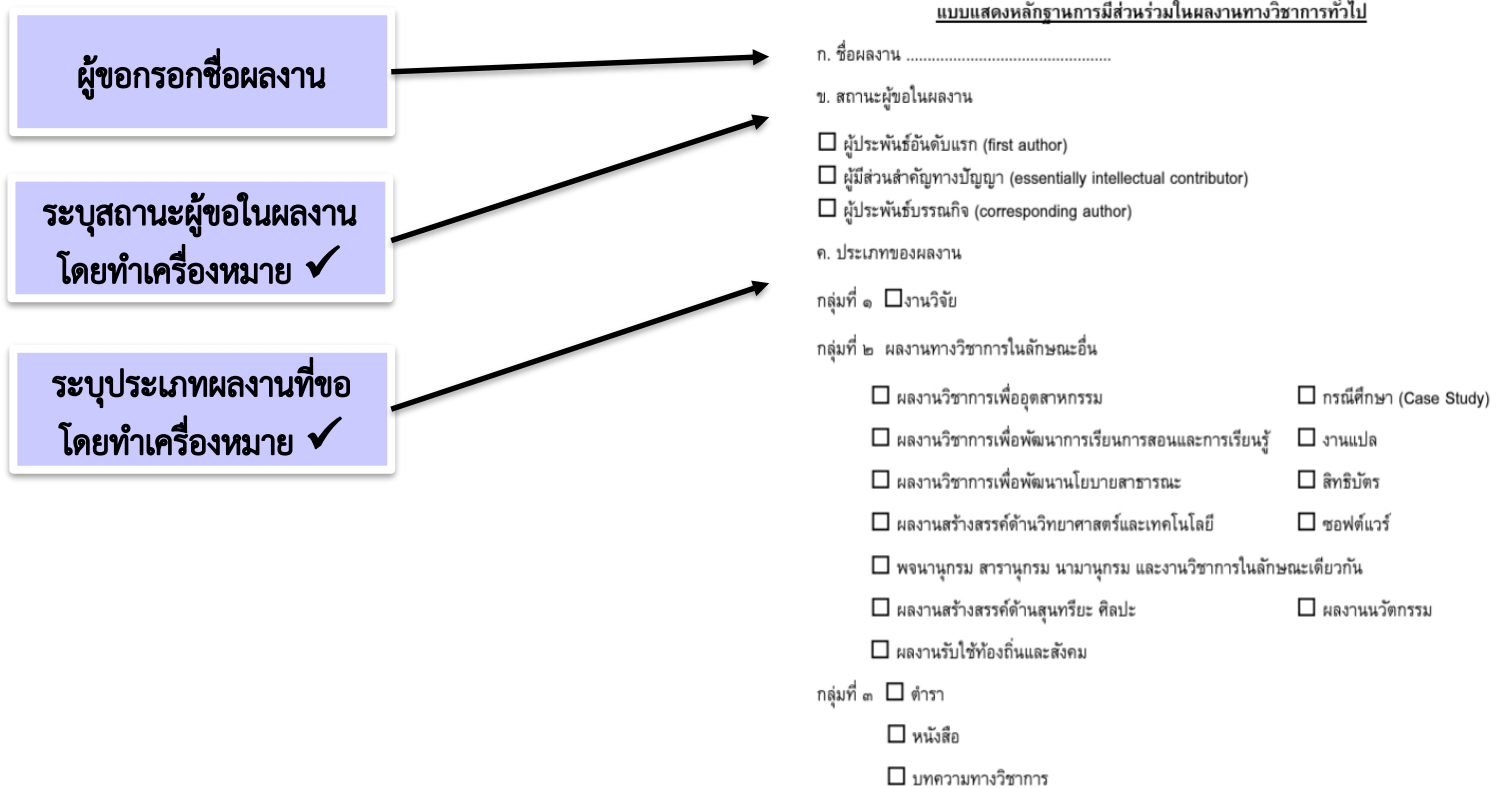 ผู้ขอกรอกชื่อผลงาน
ระบุสถานะผู้ขอในผลงาน
โดยทำเครื่องหมาย ✓
ระบุประเภทผลงานที่ขอ
โดยทำเครื่องหมาย ✓
แบบแสดงหลักฐานการมีส่วนร่วมในผลงานทางวิชาการทั่วไป
ก. ชื่อผลงาน ................................................
ข. สถานะผู้ขอในผลงาน
☐ ผู้ประพันธ์อันดับแรก (first author)
☐ ผู้มีส่วนสำคัญทางปัญญา (essentially intellectual contributor)
☐ ผู้ประพันธ์บรรณกิจ (corresponding author)
ค. ประเภทของผลงาน
กลุ่มที่ ๑ ☐งานวิจัย
กลุ่มที่ ๒ ผลงานทางวิชาการในลักษณะอื่น
☐ ผลงานวิชาการเพื่ออุตสาหกรรม ☐ กรณีศึกษา (Case Study)
☐ ผลงานวิชาการเพื่อพัฒนาการเรียนการสอนและการเรียนรู้ ☐ งานแปล
☐ ผลงานวิชาการเพื่อพัฒนานโยบายสาธารณะ ☐ สิทธิบัตร
☐ ผลงานสร้างสรรค์ด้านวิทยาศาสตร์และเทคโนโลยี ☐ ซอฟต์แวร์
☐ พจนานุกรม สารานุกรม นามานุกรม และงานวิชาการในลักษณะเดียวกัน
☐ ผลงานสร้างสรรค์ด้านสุนทรียะ ศิลปะ ☐ ผลงานนวัตกรรม
☐ ผลงานรับใช้ท้องถิ่นและสังคม
กลุ่มที่ ๓ ☐ ตำรา
☐ หนังสือ
☐ บทความทางวิชาการ